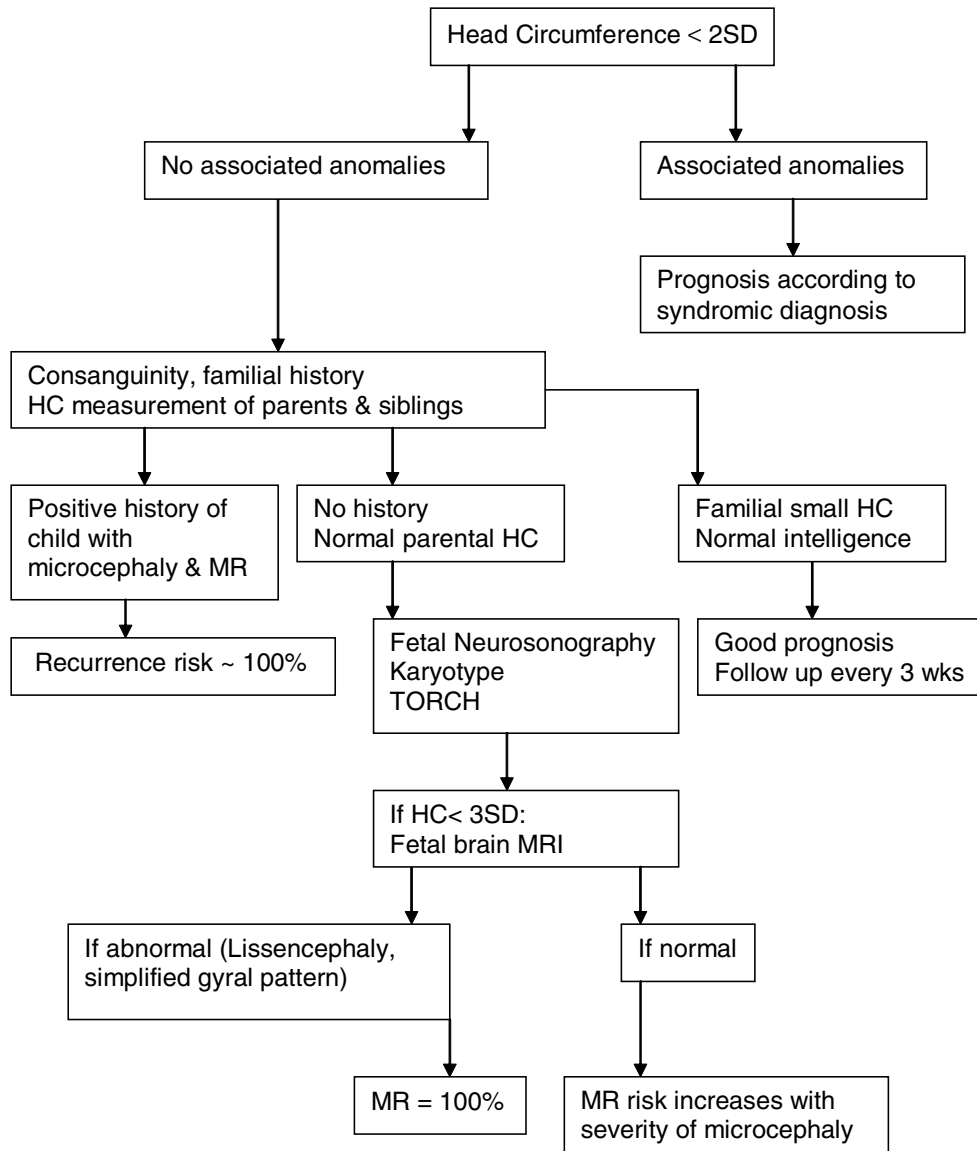 Head Circumference < 2SD
No associated anomalies
Associated anomalies
Prognosis according to
syndromic diagnosis
Consanguinity, familial history
HC measurement of parents & siblings
Positive history of
child with
microcephaly & MR
No history
Normal parental HC
Familial small HC
Normal intelligence
Recurrence risk ~ 100%
Fetal Neurosonography
Karyotype
TORCH
Good prognosis
Follow up every 3 wks
If HC< 3SD:
Fetal brain MRI
If abnormal (Lissencephaly,
simplified gyral pattern)
If normal
MR = 100%
MR risk increases with
severity of microcephaly